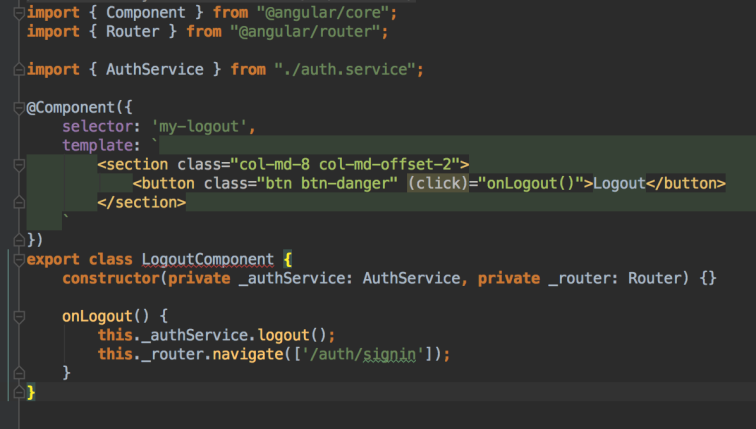 import { Component } from "@angular/core";
import { Router } from "@angular/router";
import { AuthService } from "./auth.service";
@Component({
    selector: 'my-logout',
    template: `
        <section class="col-md-8 col-md-offset-2">
            <button class="btn btn-danger" (click)="onLogout()">Logout</button>
        </section>
    `
})
export class LogoutComponent {
    constructor(private _authService: AuthService, private _router: Router) {}
    onLogout() {
        this._authService.logout();
        this._router.navigate(['/auth/signin']);
    }
}